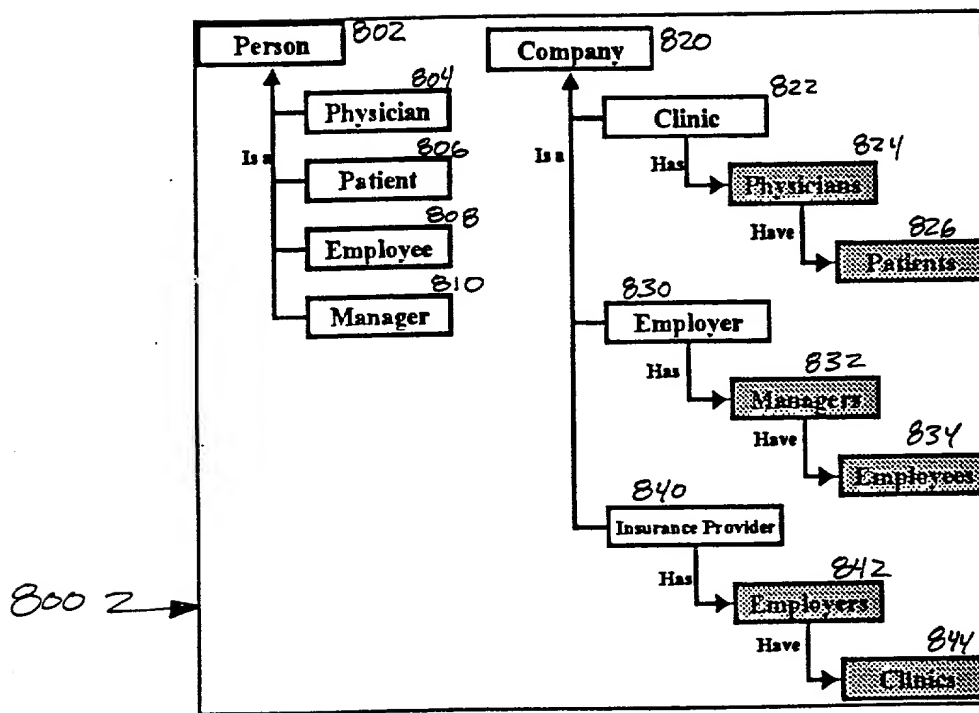 Person 802
Company 820
804
Physician
822
Clinic
Is a
Is a
Has
806
Patient
824
Physicians
808
Employee
Have
826
Patients
810
Manager
830
Employer
Has
832
Managers
Have
834
Employees
840
Insurance Provider
Has
842
Employers
800
Have
844
Clinics